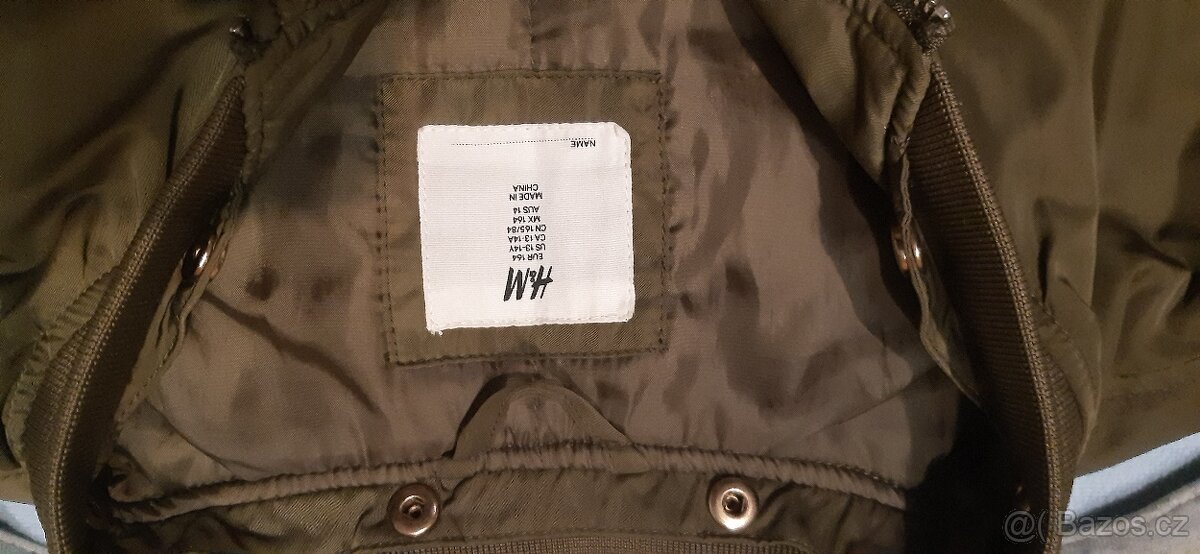 H&M
EUR 164
US 13-14Y
CA 13-14A
CN 165/84
MX 164
AUS 14
MADE IN
CHINA
NAME
@( Bazos.cz